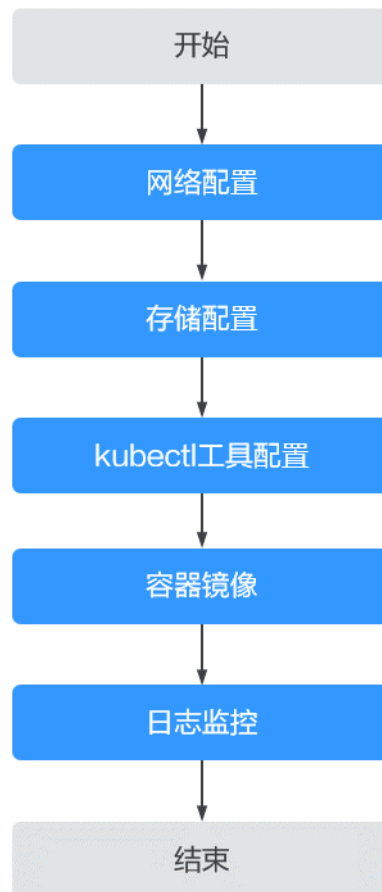 开始
网络配置
存储配置
kubectl工具配置
容器镜像
日志监控
结束